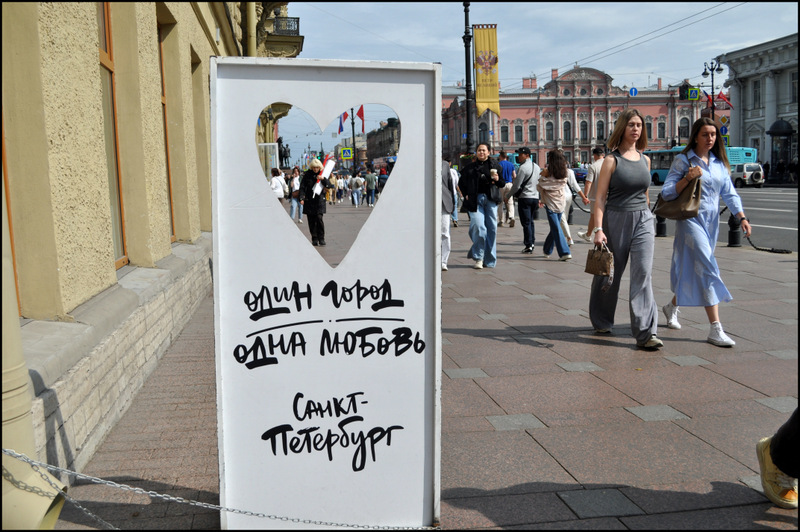 один город
одна любовь
Санкт-
Петербург